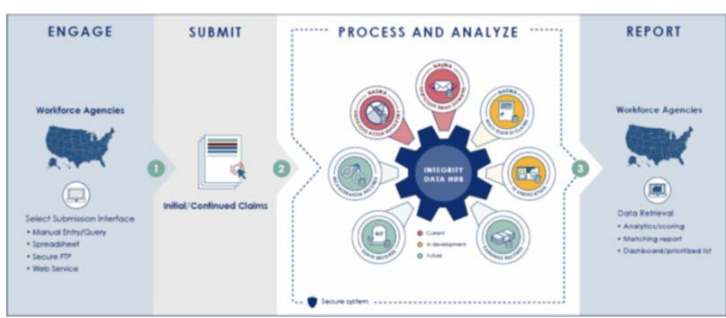 ENGAGE
Workforce Agencies
Select Submission Interface
• Manual Entry/Query
• Spreadsheet
• Secure FTP
• Web Service
1
SUBMIT
Initial/Continued Claims
2
PROCESS AND ANALYZE
NASWA
NASWA
NASWA
INTEGRITY
DATA HUB
Current
In development
Future
Secure system
3
REPORT
Workforce Agencies
Data Retrieval
• Analytics/scoring
• Matching report
• Dashboard/prioritized list